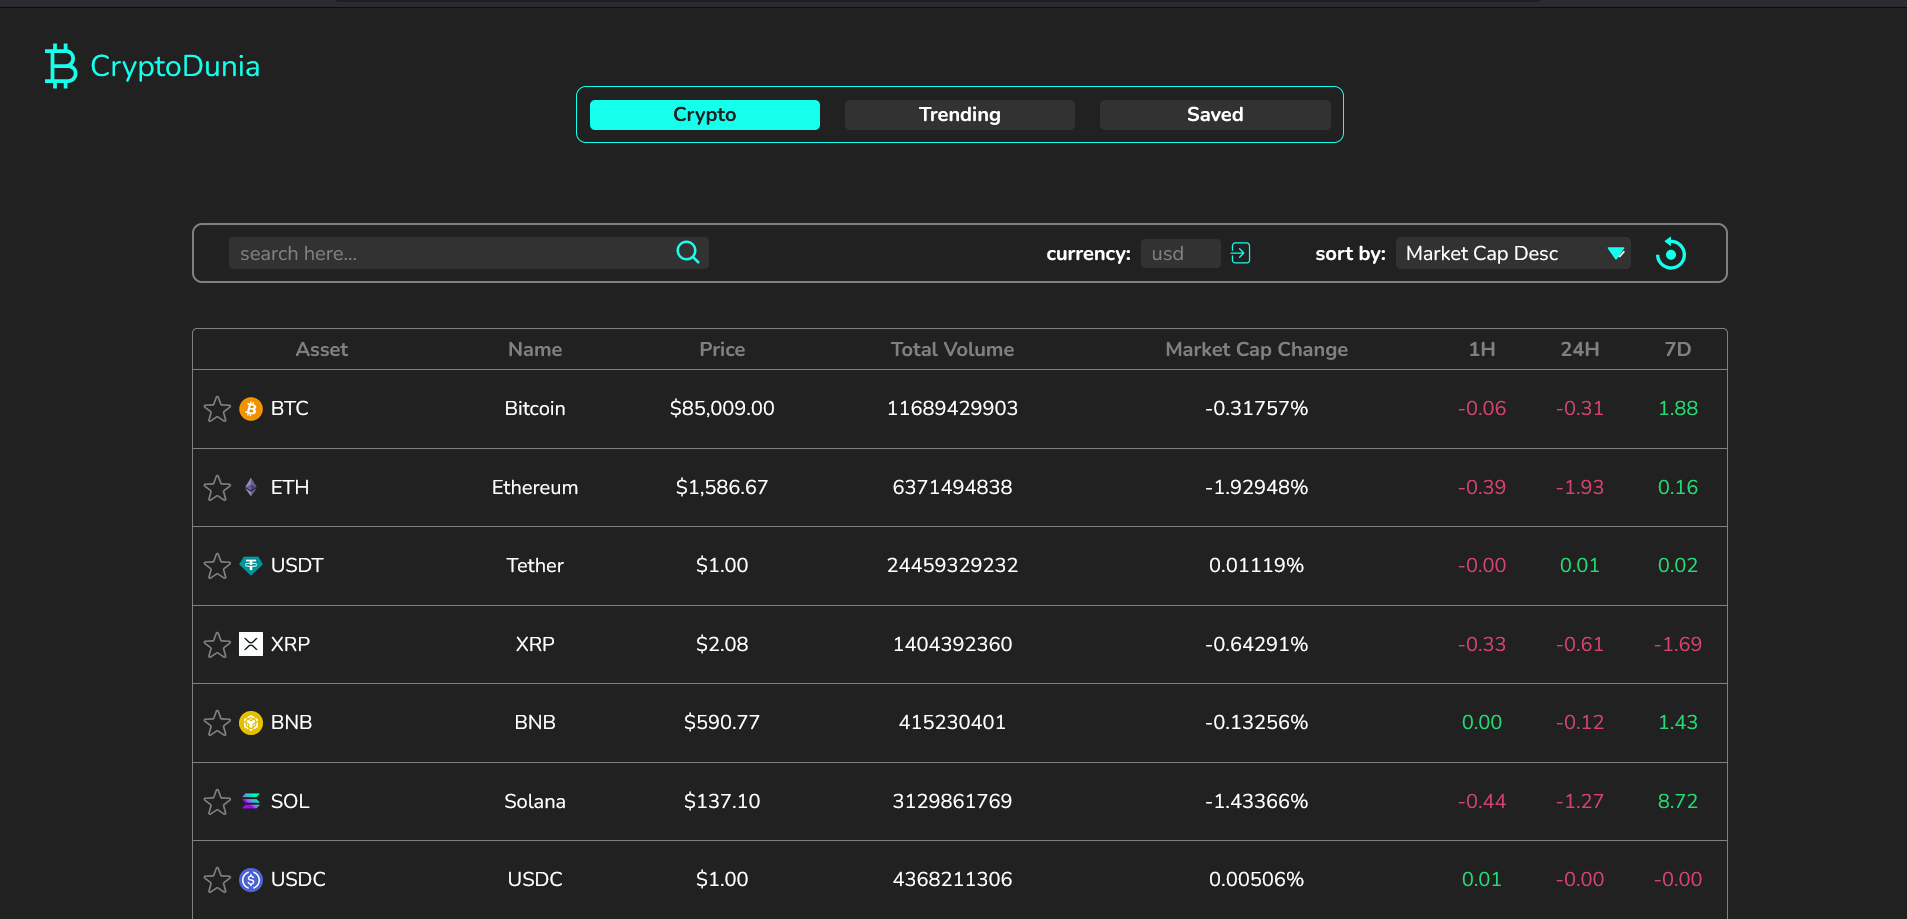 CryptoDunia
Crypto Trending Saved
search here... currency: usd sort by: Market Cap Desc
Asset Name Price Total Volume Market Cap Change 1H 24H 7D
BTC Bitcoin $85,009.00 11689429903 -0.31757% -0.06 -0.31 1.88
ETH Ethereum $1,586.67 6371494838 -1.92948% -0.39 -1.93 0.16
USDT Tether $1.00 24459329232 0.01119% -0.00 0.01 0.02
XRP XRP $2.08 1404392360 -0.64291% -0.33 -0.61 -1.69
BNB BNB $590.77 415230401 -0.13256% 0.00 -0.12 1.43
SOL Solana $137.10 3129861769 -1.43366% -0.44 -1.27 8.72
USDC USDC $1.00 4368211306 0.00506% 0.01 -0.00 -0.00